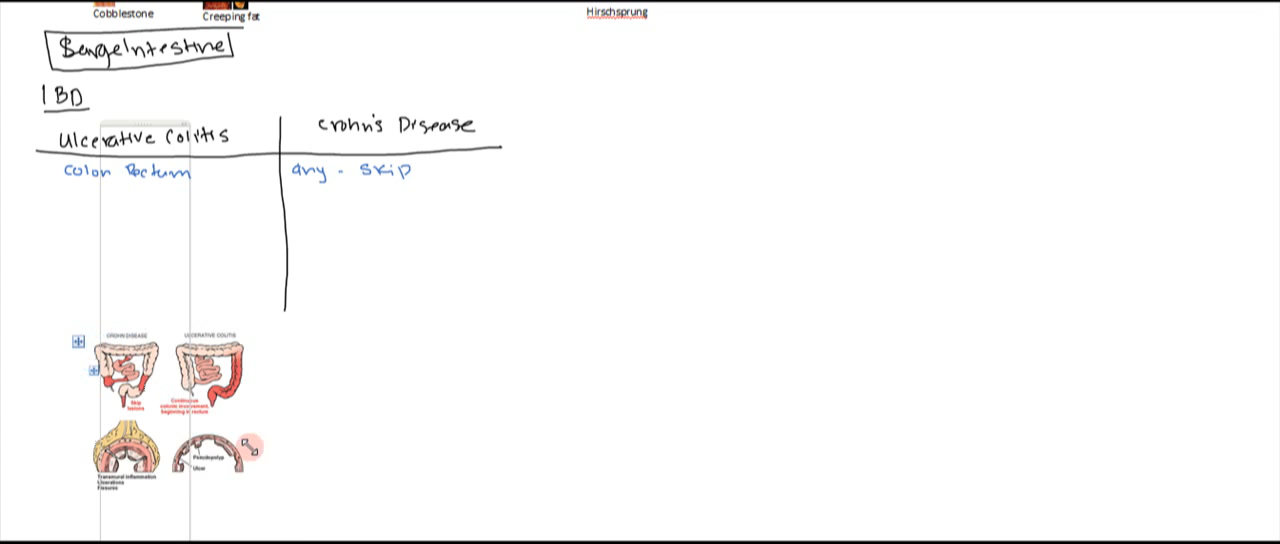 Cobblestone
Creeping fat
Hirschsprung
Large Intestine
IBD
Ulcerative Colitis
Crohn's Disease
Colon Rectum
any - skip
CROHN DISEASE
ULCERATIVE COLITIS
Skip
lesions
Continuous
colonic involvement,
beginning in rectum
Pseudopolyp
Ulcer
Transmural inflammation
Ulcerations
Fissures